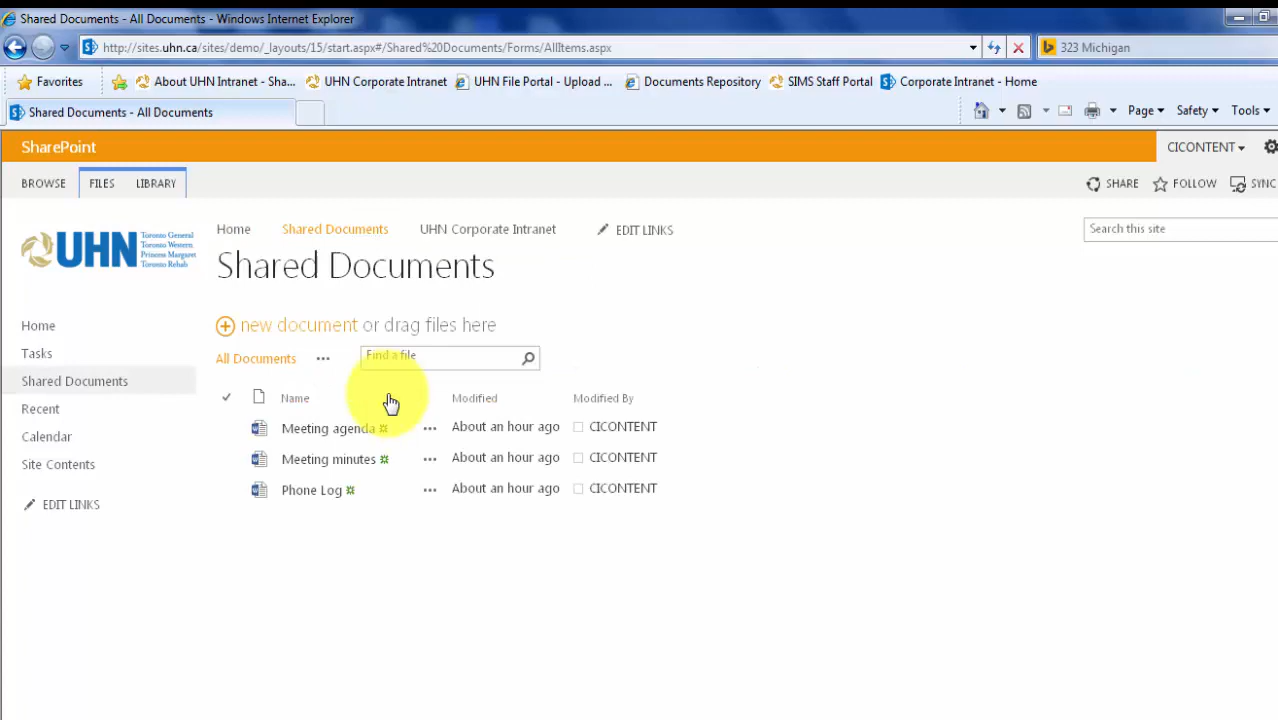 Shared Documents - All Documents - Windows Internet Explorer
http://sites.uhn.ca/sites/demo/_layouts/15/start.aspx#/Shared%20Documents/Forms/AllItems.aspx
323 Michigan
Favorites
About UHN Intranet - Sha...
UHN Corporate Intranet
UHN File Portal - Upload ...
Documents Repository
SIMS Staff Portal
Corporate Intranet - Home
Shared Documents - All Documents
Page
Safety
Tools
SharePoint
CICONTENT
BROWSE
FILES
LIBRARY
SHARE
FOLLOW
SYNC
UHN
Toronto General
Toronto Western
Princess Margaret
Toronto Rehab
Home
Shared Documents
UHN Corporate Intranet
EDIT LINKS
Search this site
Shared Documents
new document or drag files here
All Documents
...
Find a file
Home
Tasks
Shared Documents
Recent
Calendar
Site Contents
EDIT LINKS
Name Modified Modified By
Meeting agenda ... About an hour ago CICONTENT
Meeting minutes ... About an hour ago CICONTENT
Phone Log ... About an hour ago CICONTENT